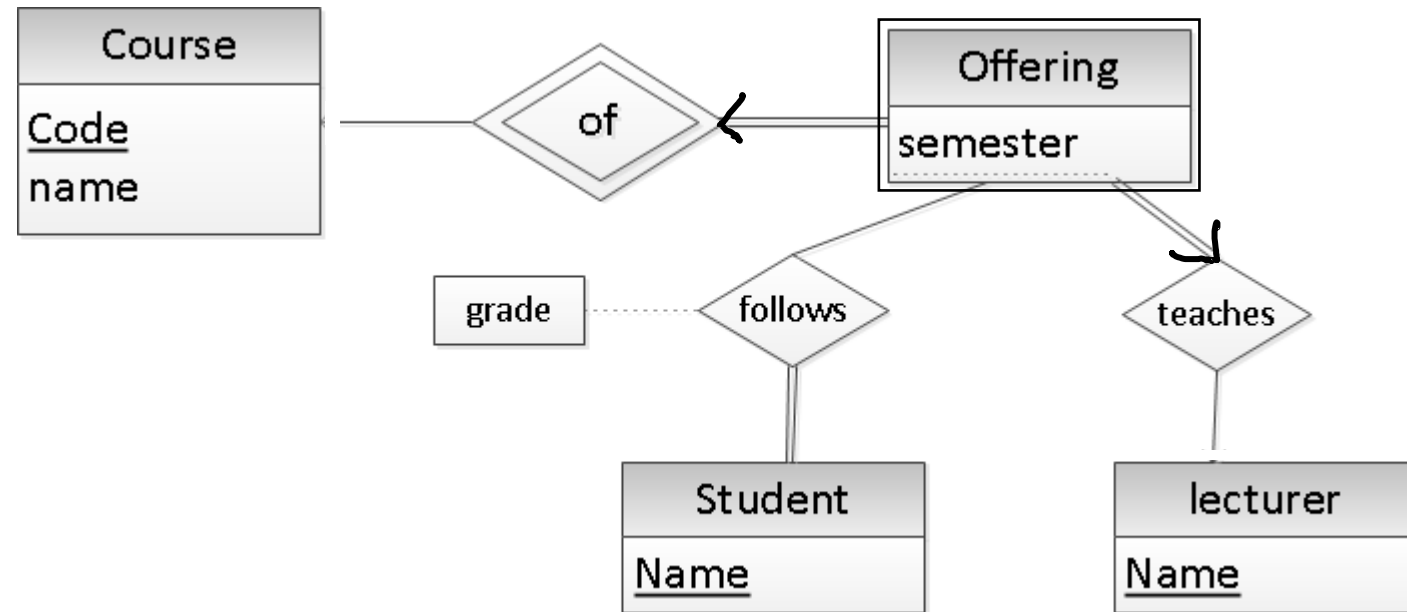 Course
Code
name
of
Offering
semester
grade
follows
teaches
Student
Name
lecturer
Name